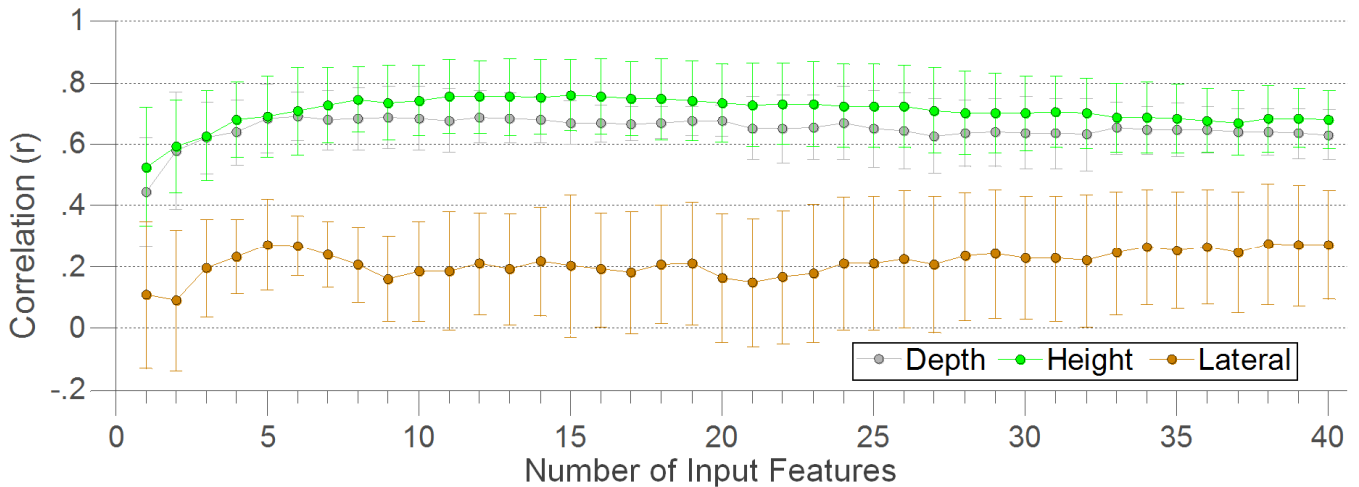 1
.8
.6
.4
.2
0
-.2
Correlation (r)
Depth Height Lateral
0 5 10 15 20 25 30 35 40
Number of Input Features